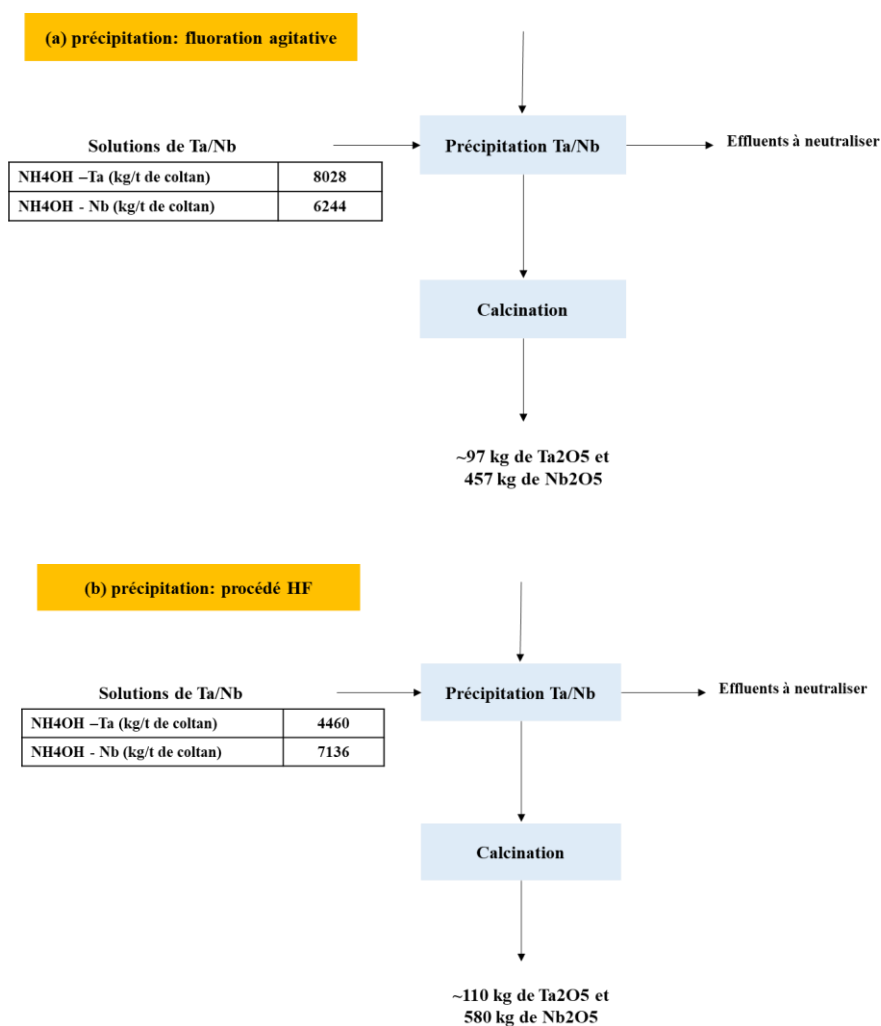 (a) précipitation: fluoration agitative
Solutions de Ta/Nb
Précipitation Ta/Nb
Effluents à neutraliser
NH4OH –Ta (kg/t de coltan) 8028
NH4OH - Nb (kg/t de coltan) 6244
Calcination
~97 kg de Ta2O5 et
457 kg de Nb2O5
(b) précipitation: procédé HF
Solutions de Ta/Nb
Précipitation Ta/Nb
Effluents à neutraliser
NH4OH –Ta (kg/t de coltan) 4460
NH4OH - Nb (kg/t de coltan) 7136
Calcination
~110 kg de Ta2O5 et
580 kg de Nb2O5